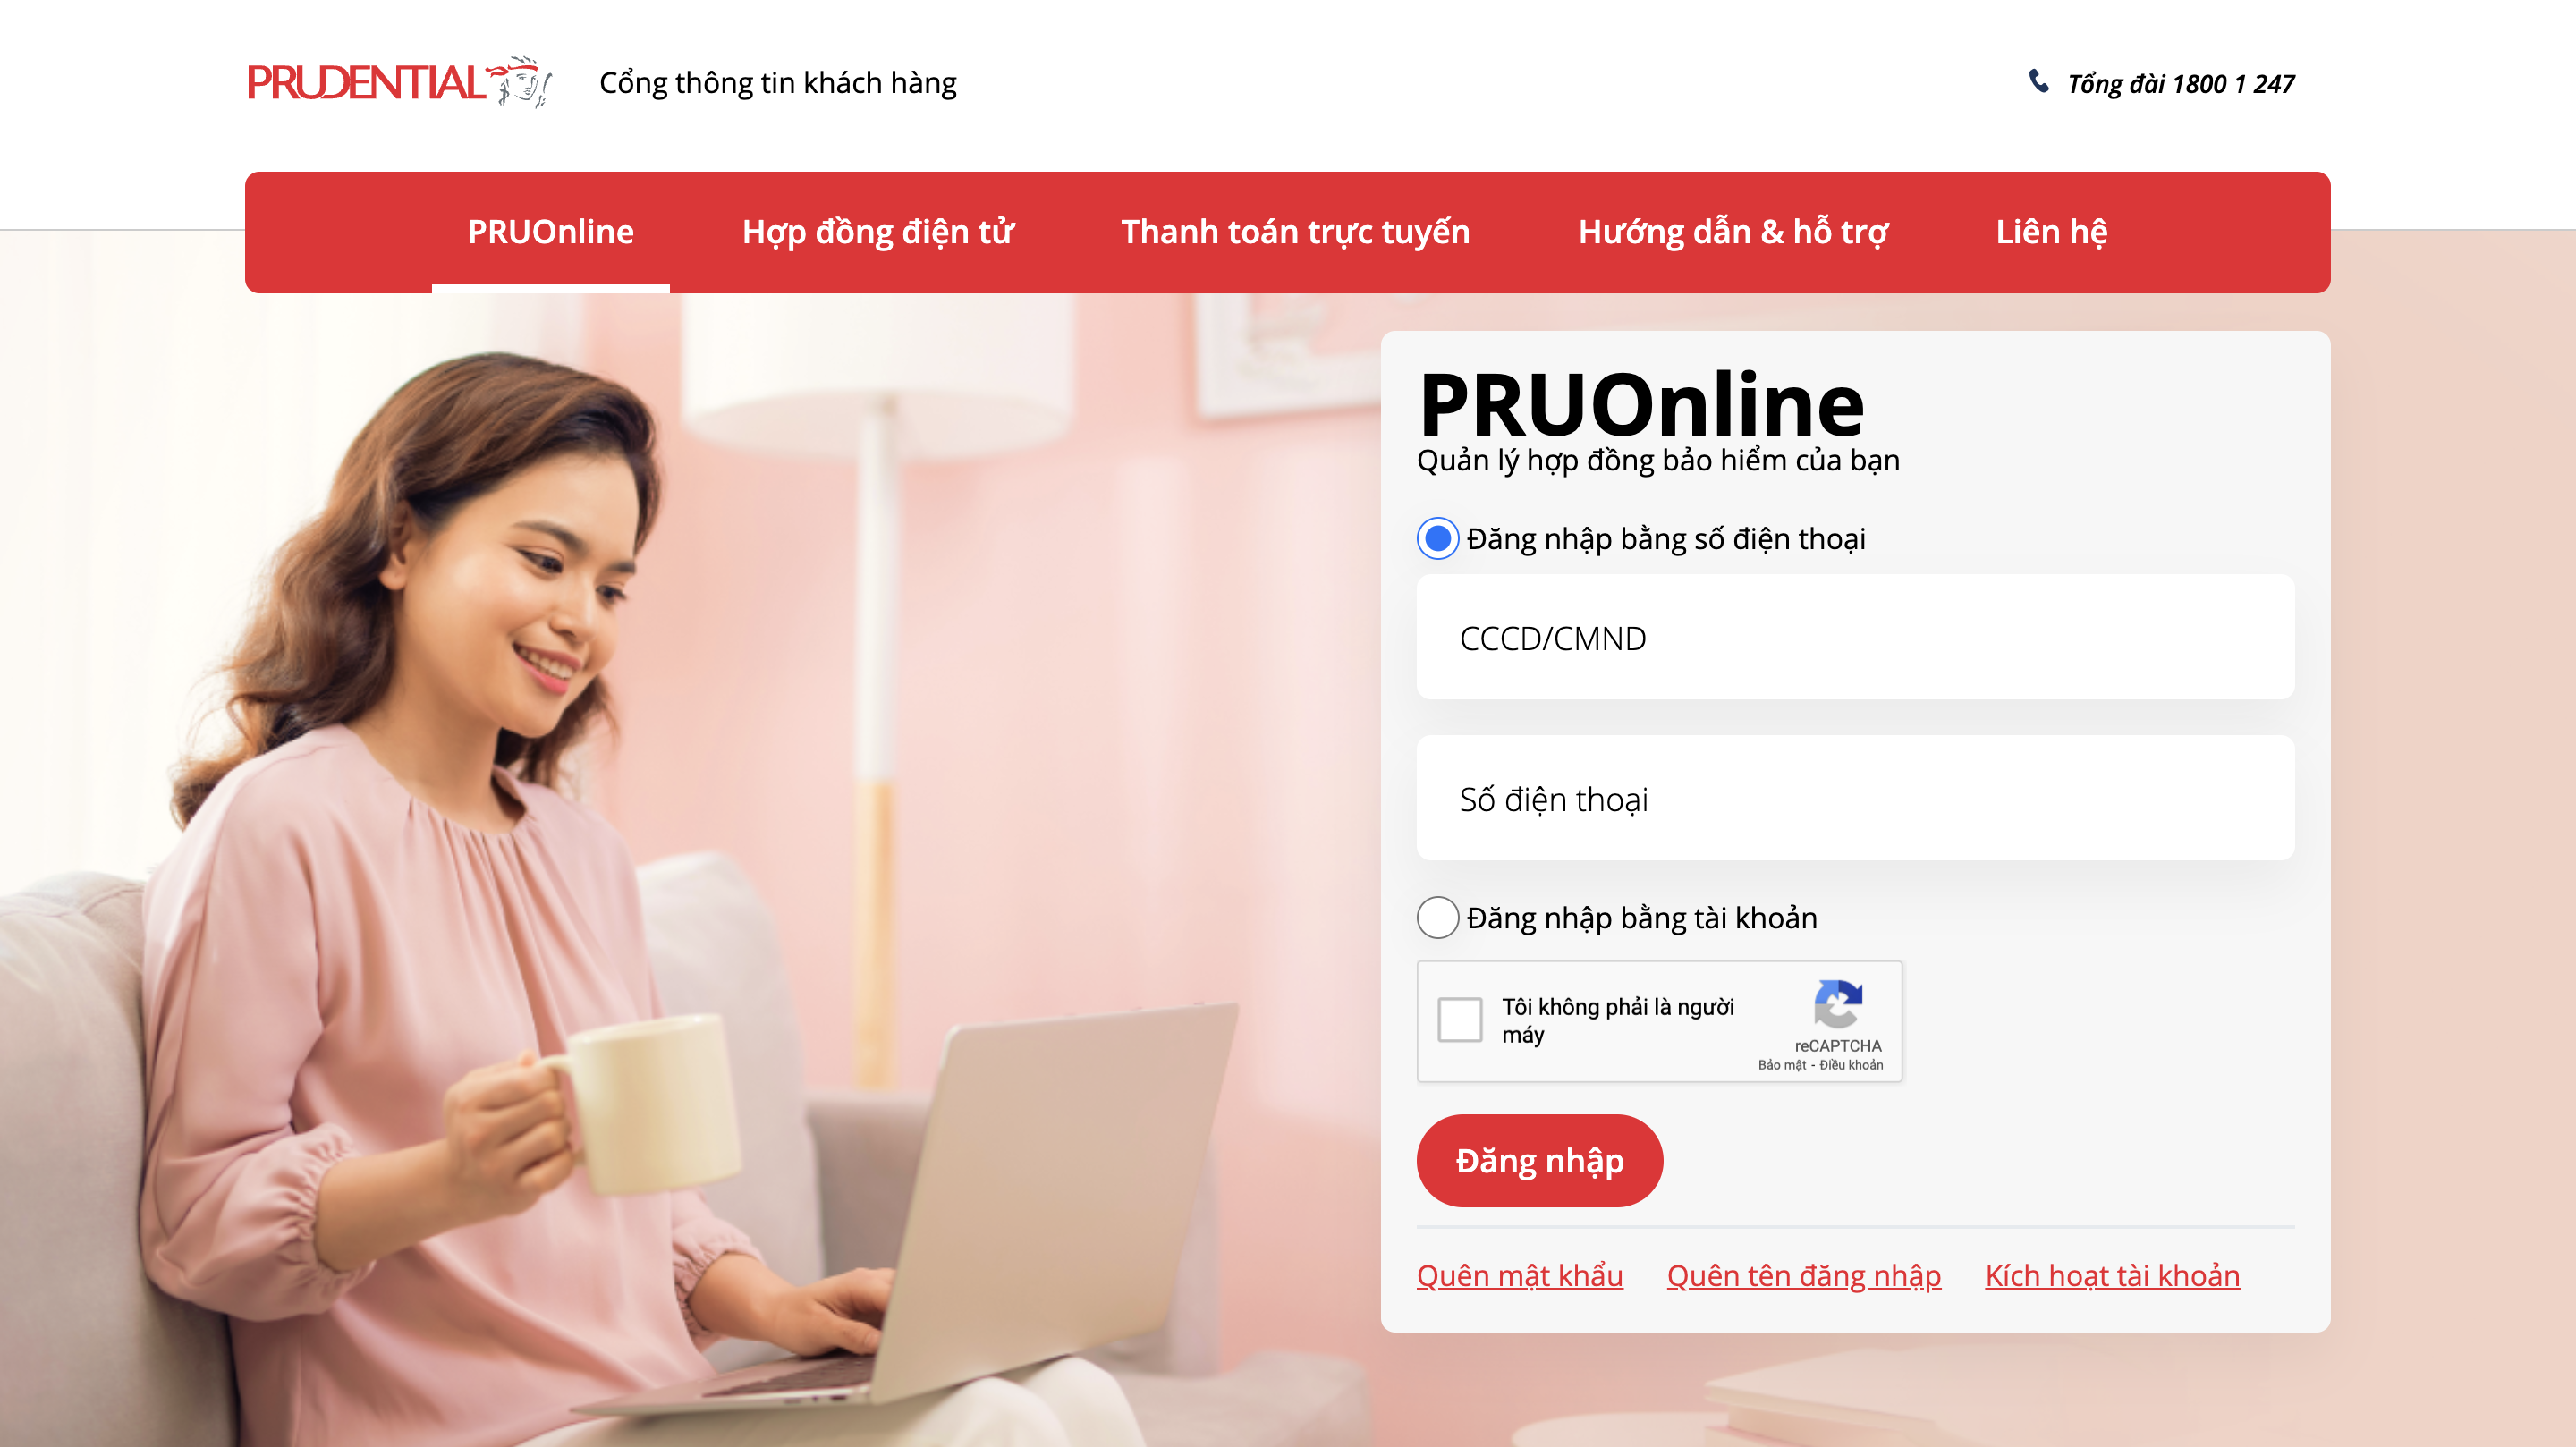 PRUDENTIAL
Cổng thông tin khách hàng
Tổng đài 1800 1 247
PRUOnline
Hợp đồng điện tử
Thanh toán trực tuyến
Hướng dẫn & hỗ trợ
Liên hệ
PRUOnline
Quản lý hợp đồng bảo hiểm của bạn
Đăng nhập bằng số điện thoại
CCCD/CMND
Số điện thoại
Đăng nhập bằng tài khoản
Tôi không phải là người
máy
reCAPTCHA
Bảo mật - Điều khoản
Đăng nhập
Quên mật khẩu
Quên tên đăng nhập
Kích hoạt tài khoản